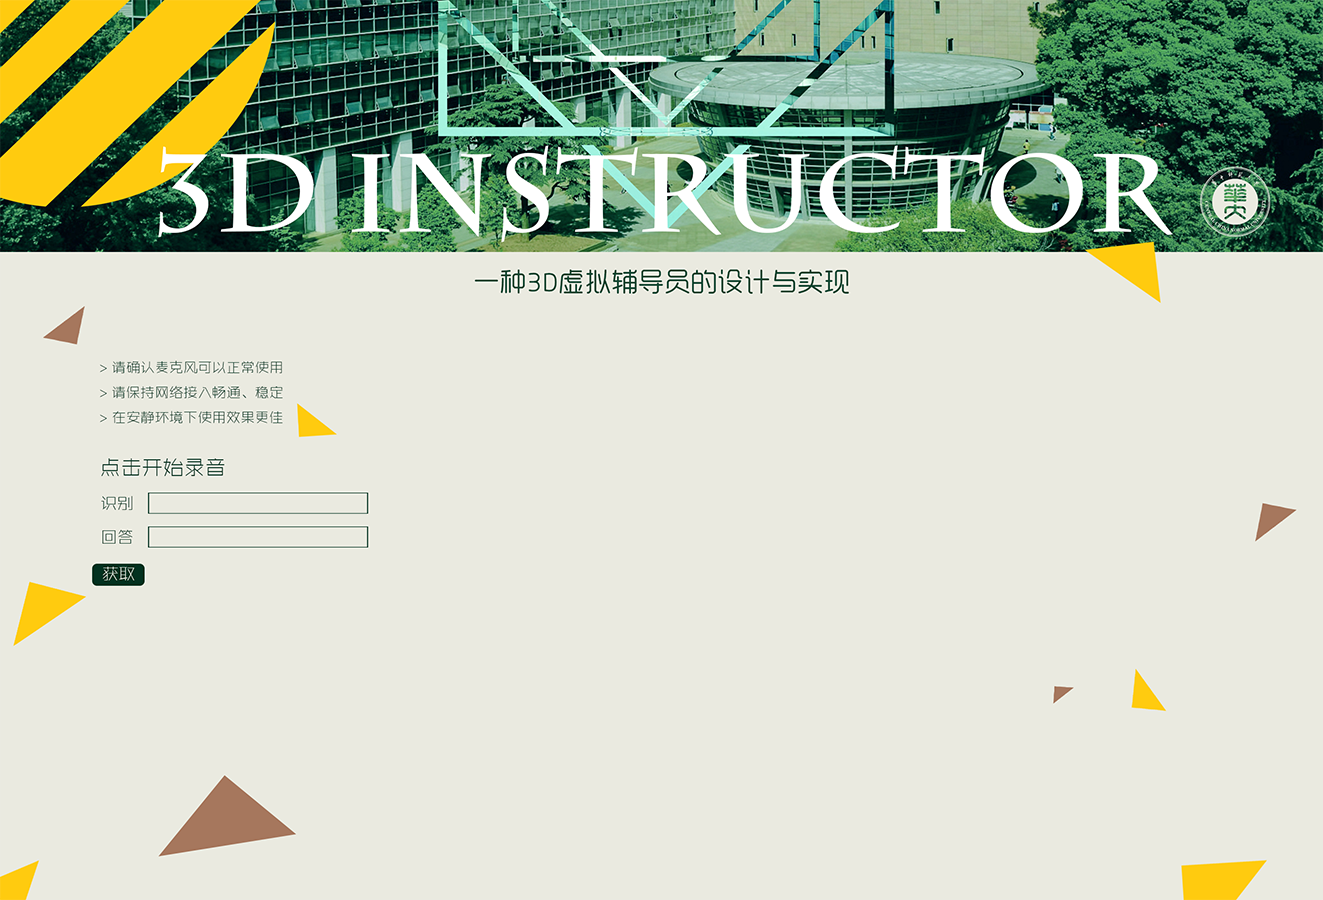 3D INSTRUCTOR
一种3D虚拟辅导员的设计与实现
> 请确认麦克风可以正常使用
> 请保持网络接入畅通、稳定
> 在安静环境下使用效果更佳
点击开始录音
识别
回答
获取